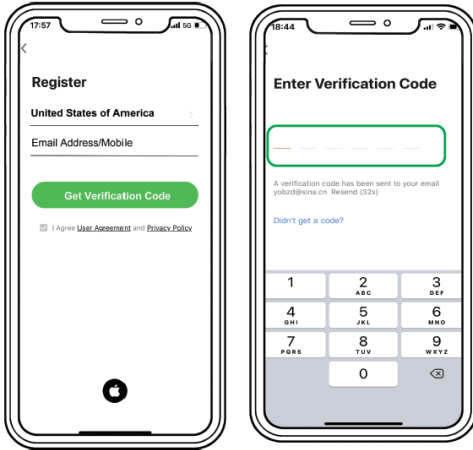 17:57
5G
Register
United States of America
Email Address/Mobile
Get Verification Code
I Agree User Agreement and Privacy Policy
18:44
Enter Verification Code
A verification code has been sent to your email
yobzd@sina.cn Resend (32s)
Didn't get a code?
1
2
ABC
3
DEF
4
GHI
5
JKL
6
MNO
7
PQRS
8
TUV
9
WXYZ
0